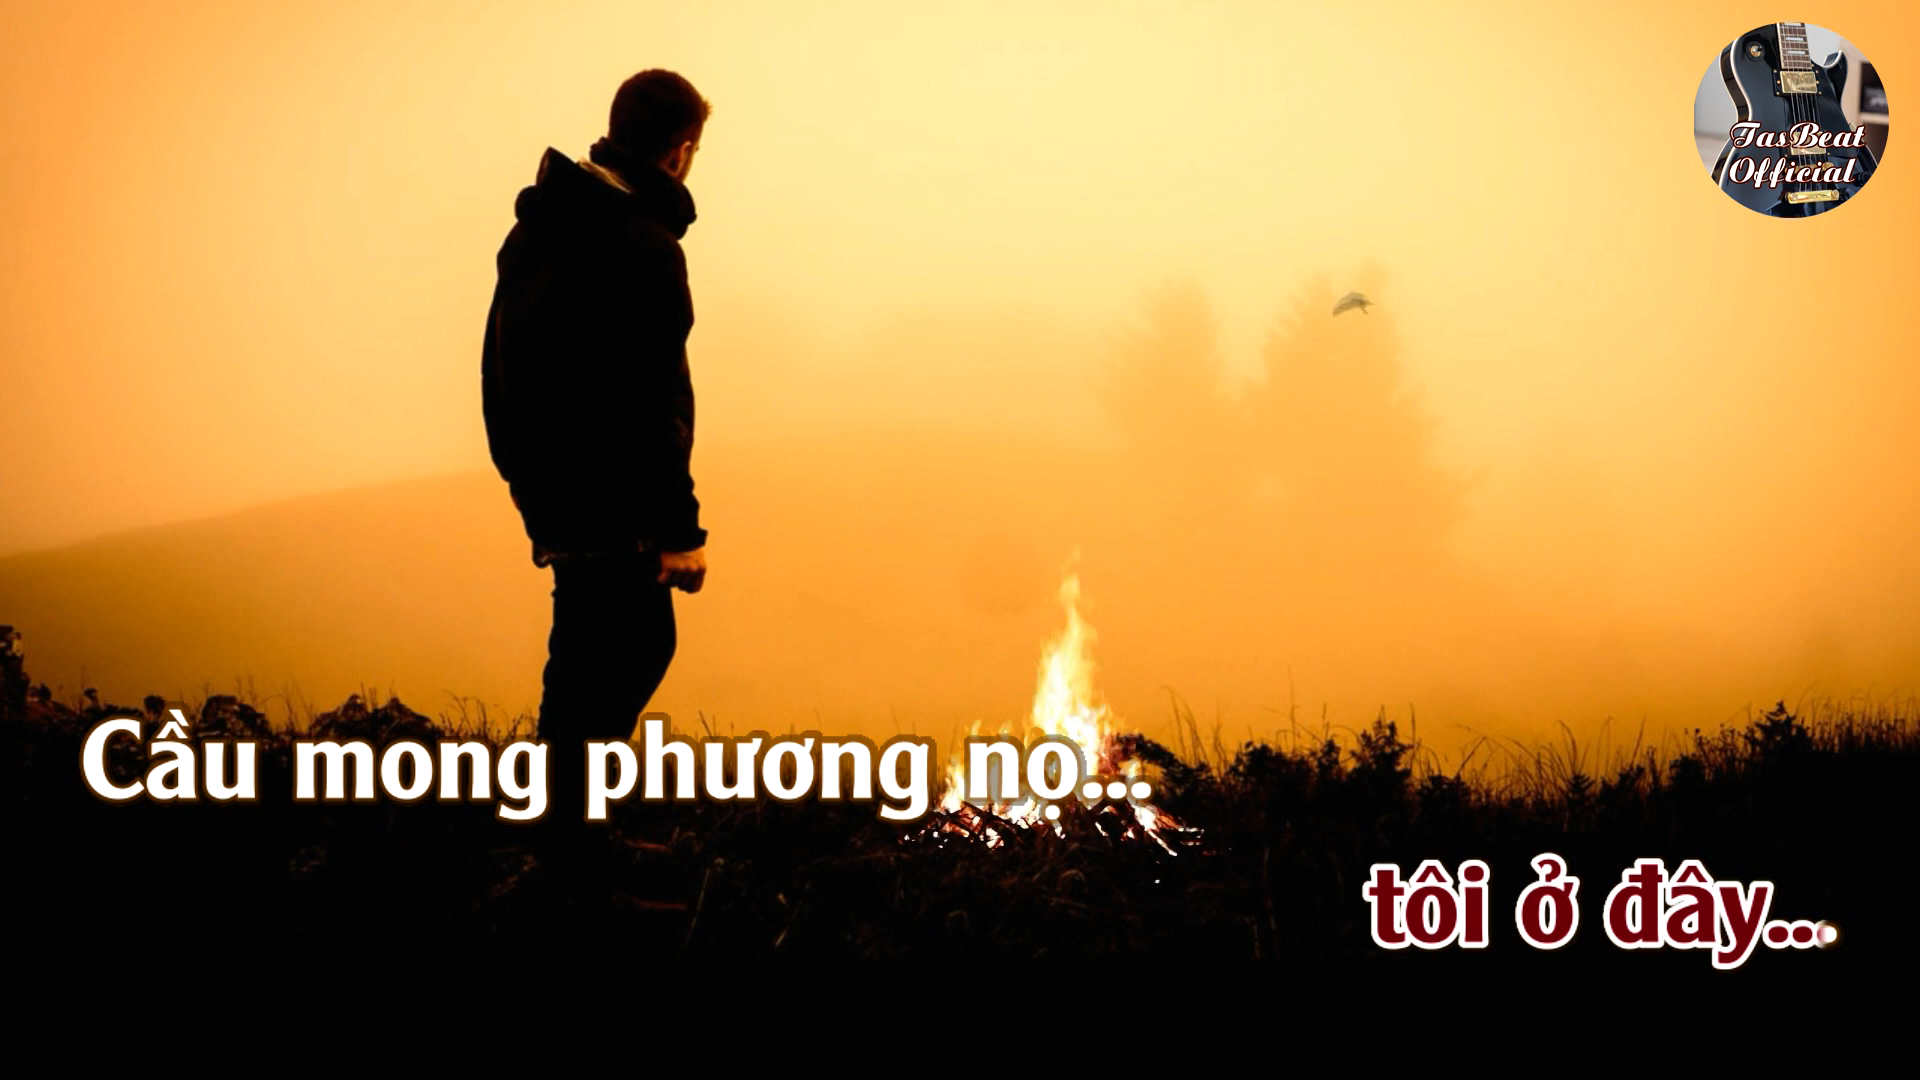 TasBeat
Official
Cầu mong phương nọ...
tôi ở đây...